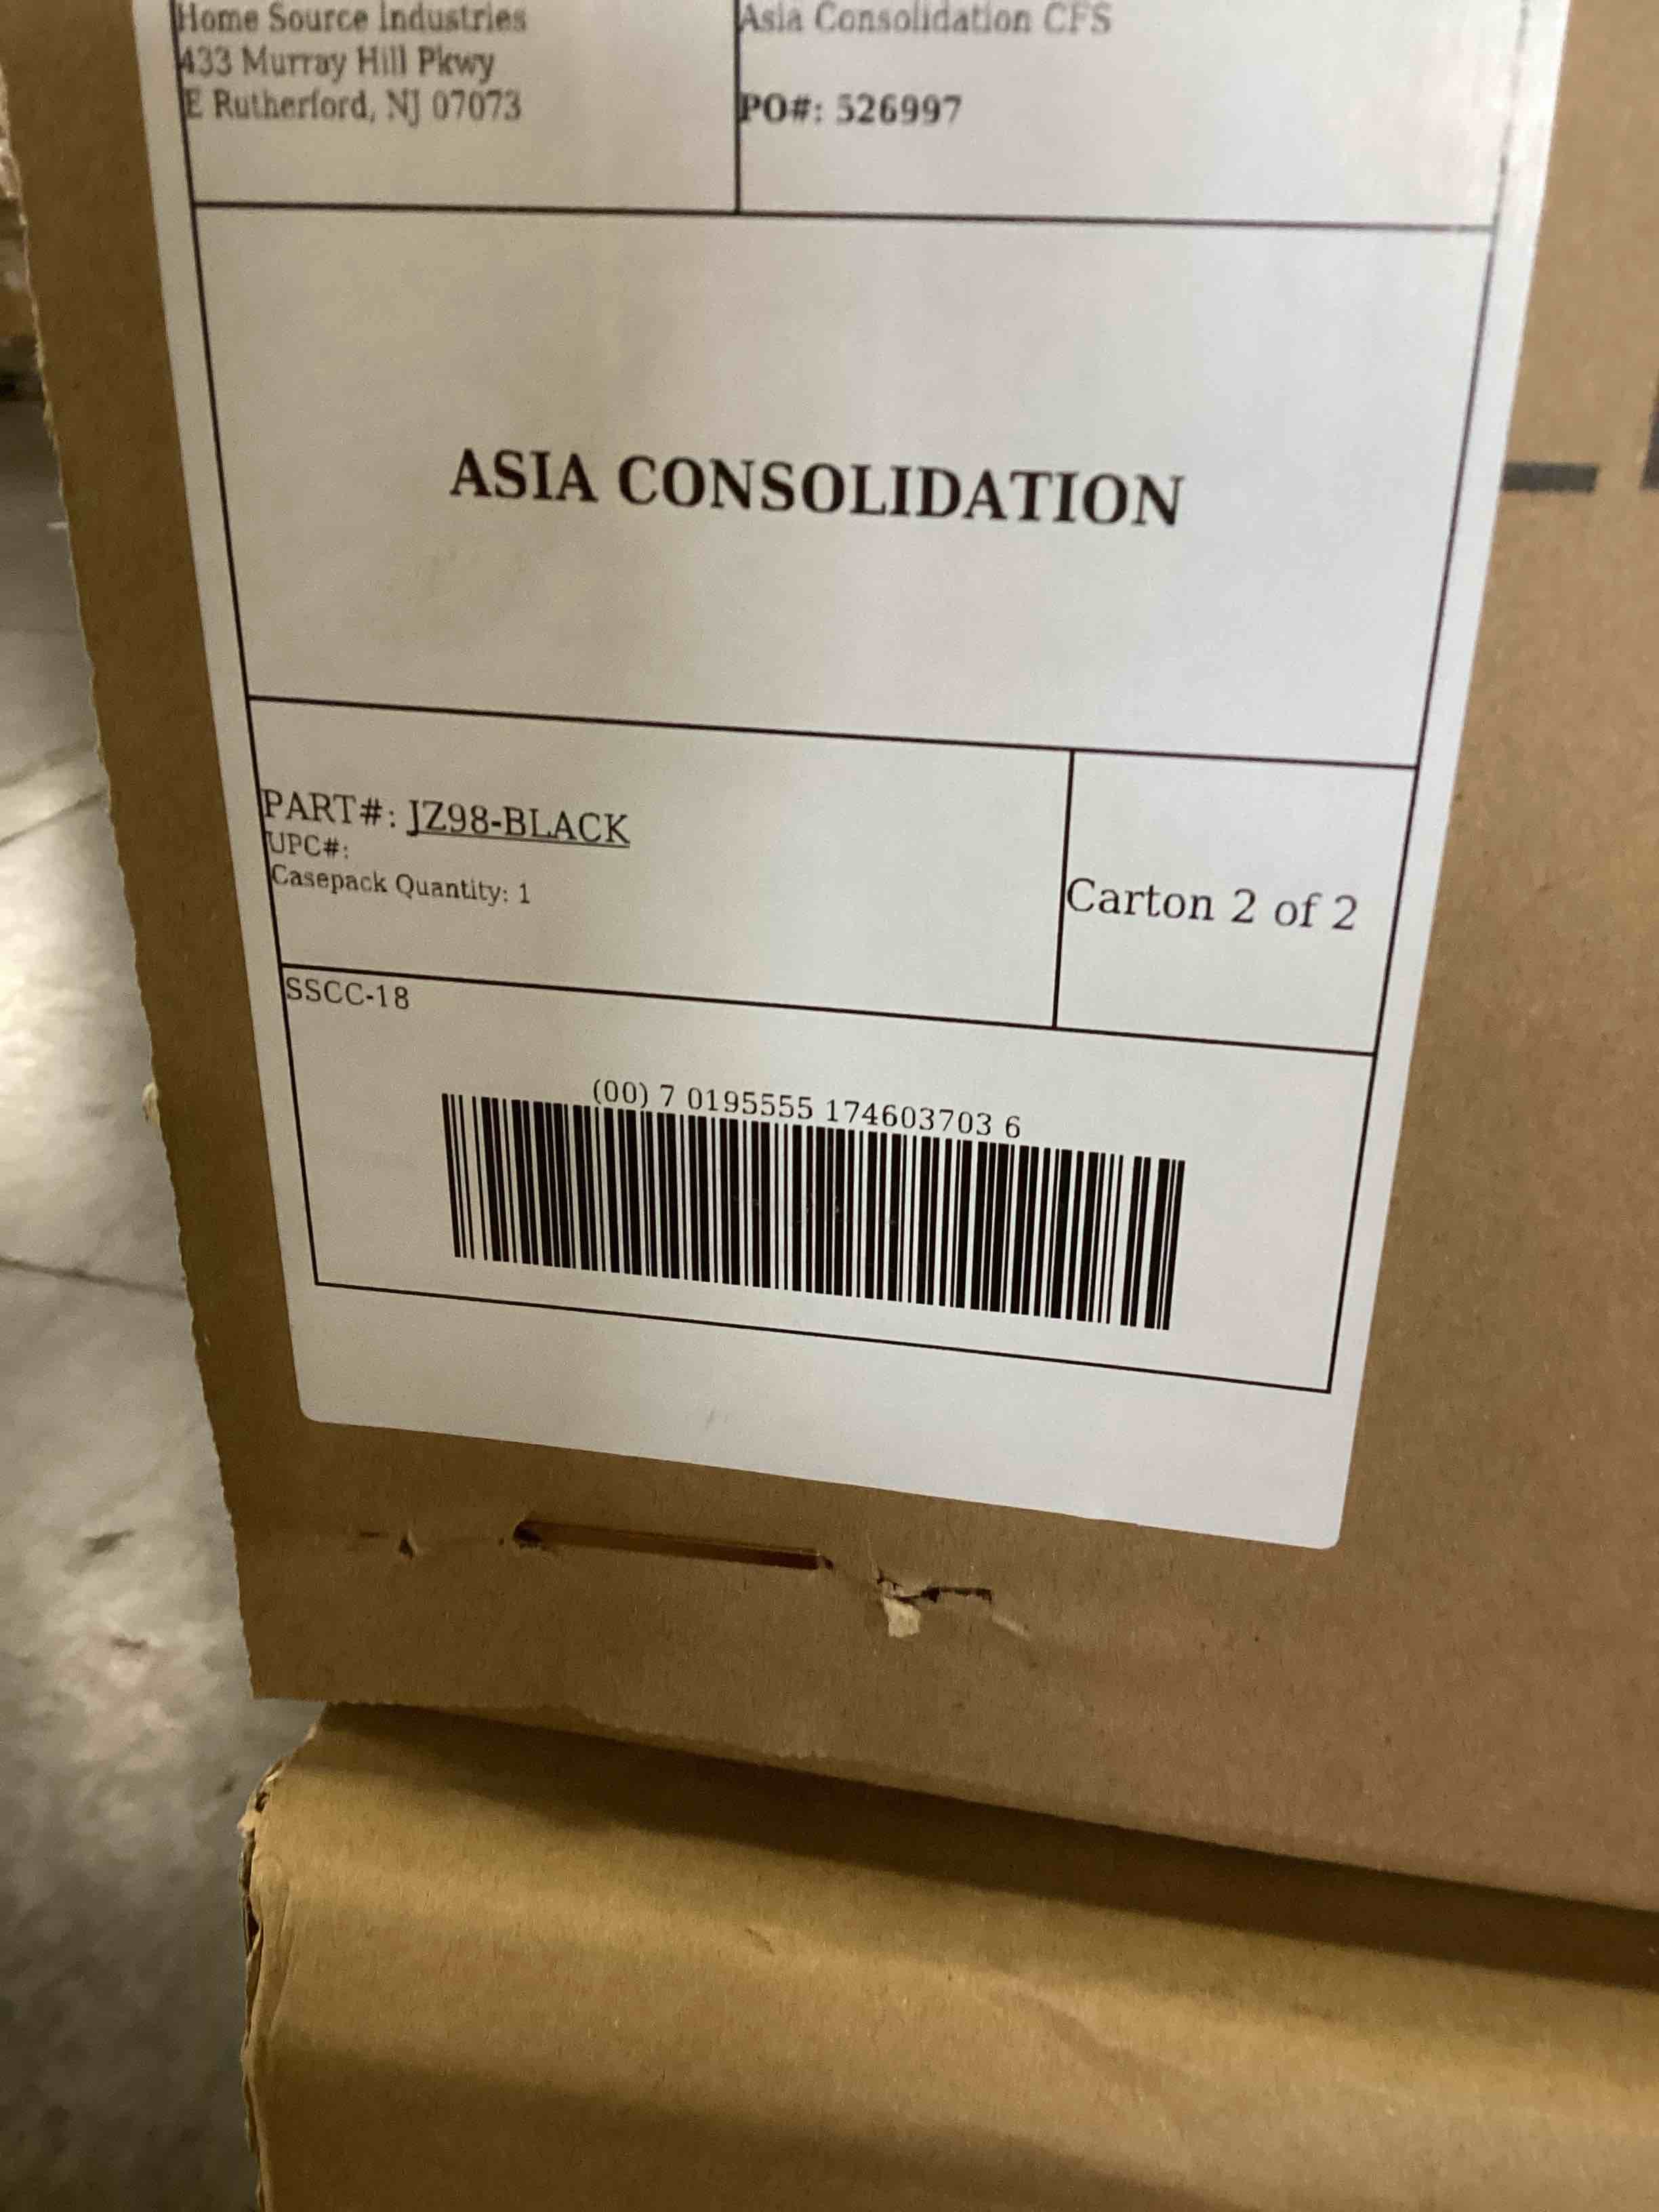 Home Source Industries
433 Murray Hill Pkwy
E Rutherford, NJ 07073
Asia Consolidation CFS
PO#: 526997
ASIA CONSOLIDATION
PART#: JZ98-BLACK
UPC#:
Casepack Quantity: 1
Carton 2 of 2
SSCC-18
(00) 7 0195555 174603703 6